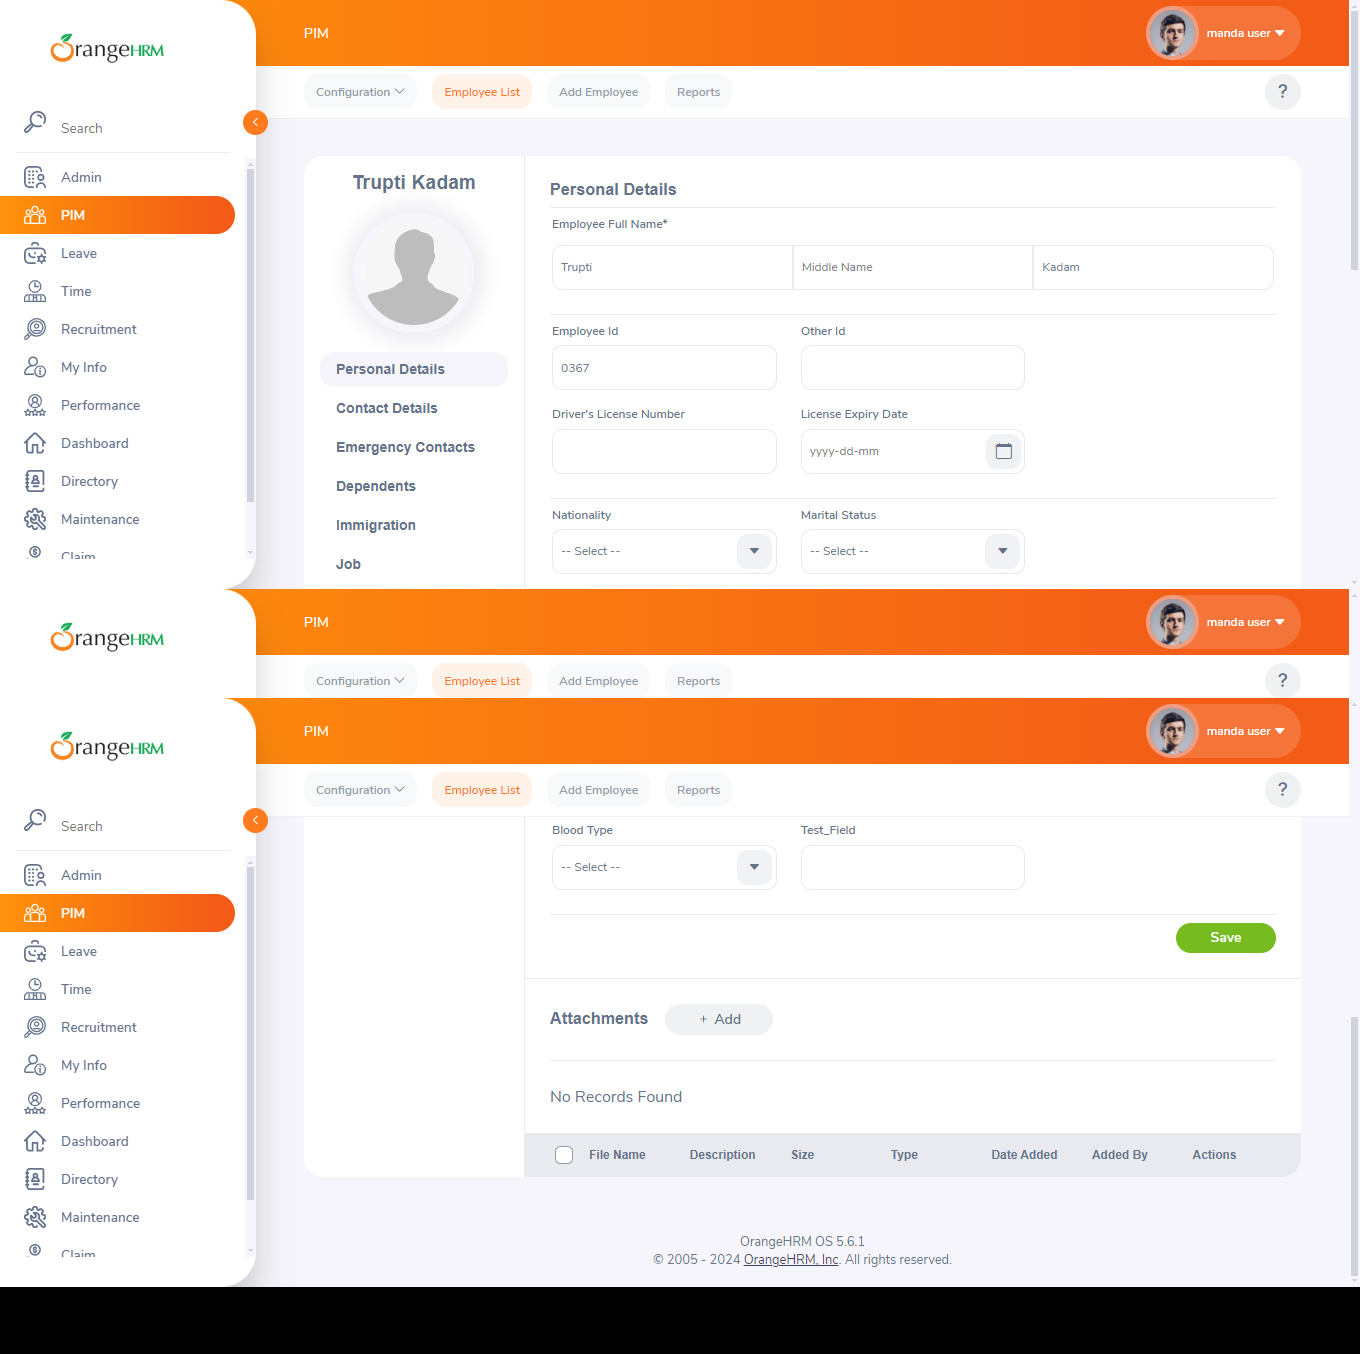 OrangeHRM
PIM
manda user
Configuration
Employee List
Add Employee
Reports
?
Search
Admin
PIM
Leave
Time
Recruitment
My Info
Performance
Dashboard
Directory
Maintenance
Claim
Trupti Kadam
Personal Details
Contact Details
Emergency Contacts
Dependents
Immigration
Job
Personal Details
Employee Full Name*
Trupti
Middle Name
Kadam
Employee Id
Other Id
0367
Driver's License Number
License Expiry Date
yyyy-dd-mm
Nationality
Marital Status
-- Select --
-- Select --
OrangeHRM
PIM
manda user
Configuration
Employee List
Add Employee
Reports
?
OrangeHRM
PIM
manda user
Configuration
Employee List
Add Employee
Reports
?
Search
Admin
PIM
Leave
Time
Recruitment
My Info
Performance
Dashboard
Directory
Maintenance
Claim
Blood Type
Test_Field
-- Select --
Save
Attachments
+ Add
No Records Found
File Name
Description
Size
Type
Date Added
Added By
Actions
OrangeHRM OS 5.6.1
© 2005 - 2024 OrangeHRM, Inc. All rights reserved.